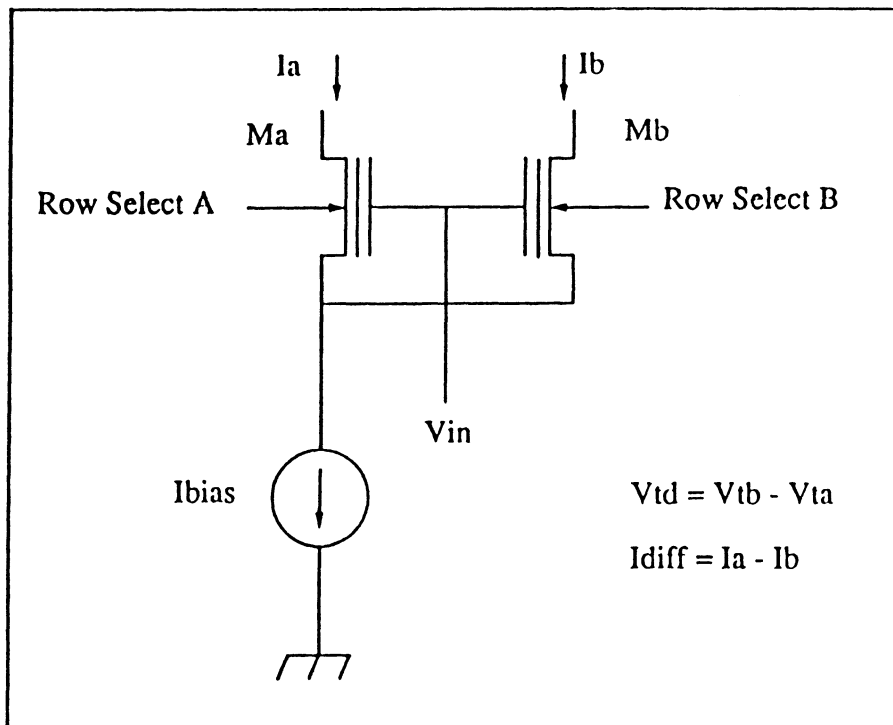 Ia
Ib
Ma
Mb
Row Select A
Row Select B
Vin
Ibias
Vtd = Vtb - Vta
Idiff = Ia - Ib